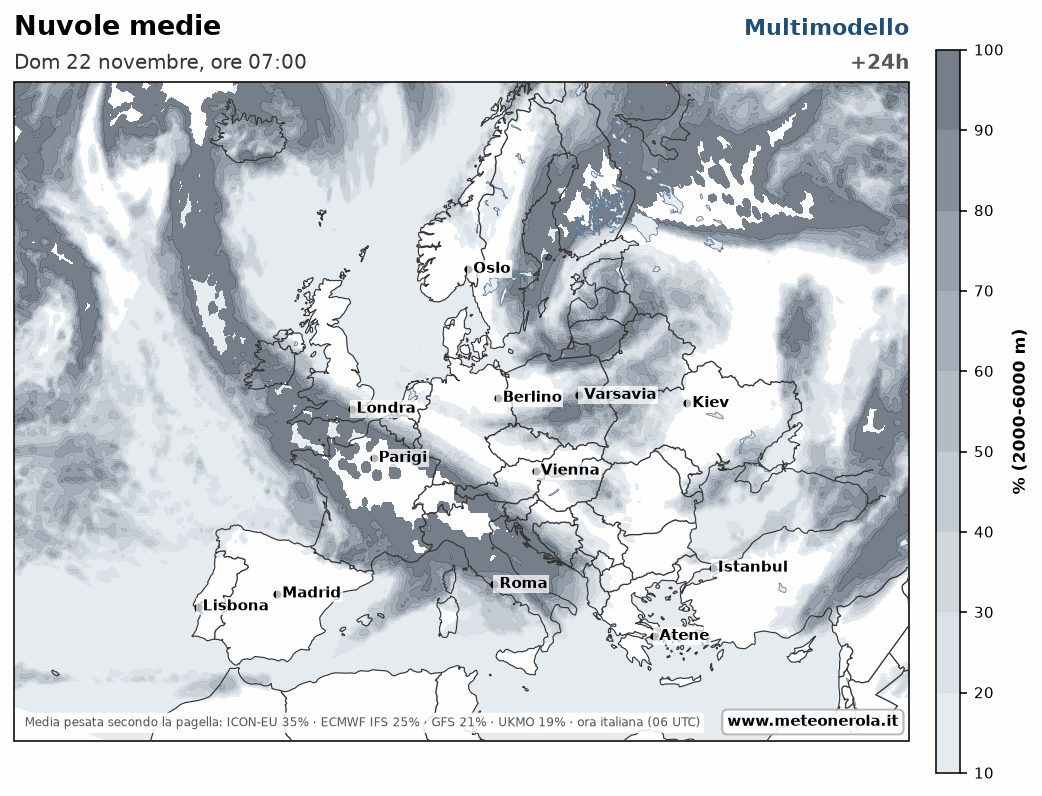 Nuvole medie
Multimodello
Dom 22 novembre, ore 07:00
+24h
100
90
80
70
60
50
40
30
20
10
% (2000-6000 m)
Oslo
Londra
Berlino
Varsavia
Kiev
Parigi
Vienna
Roma
Istanbul
Madrid
Lisbona
Atene
Media pesata secondo la pagella: ICON-EU 35% · ECMWF IFS 25% · GFS 21% · UKMO 19% · ora italiana (06 UTC)
www.meteonerola.it